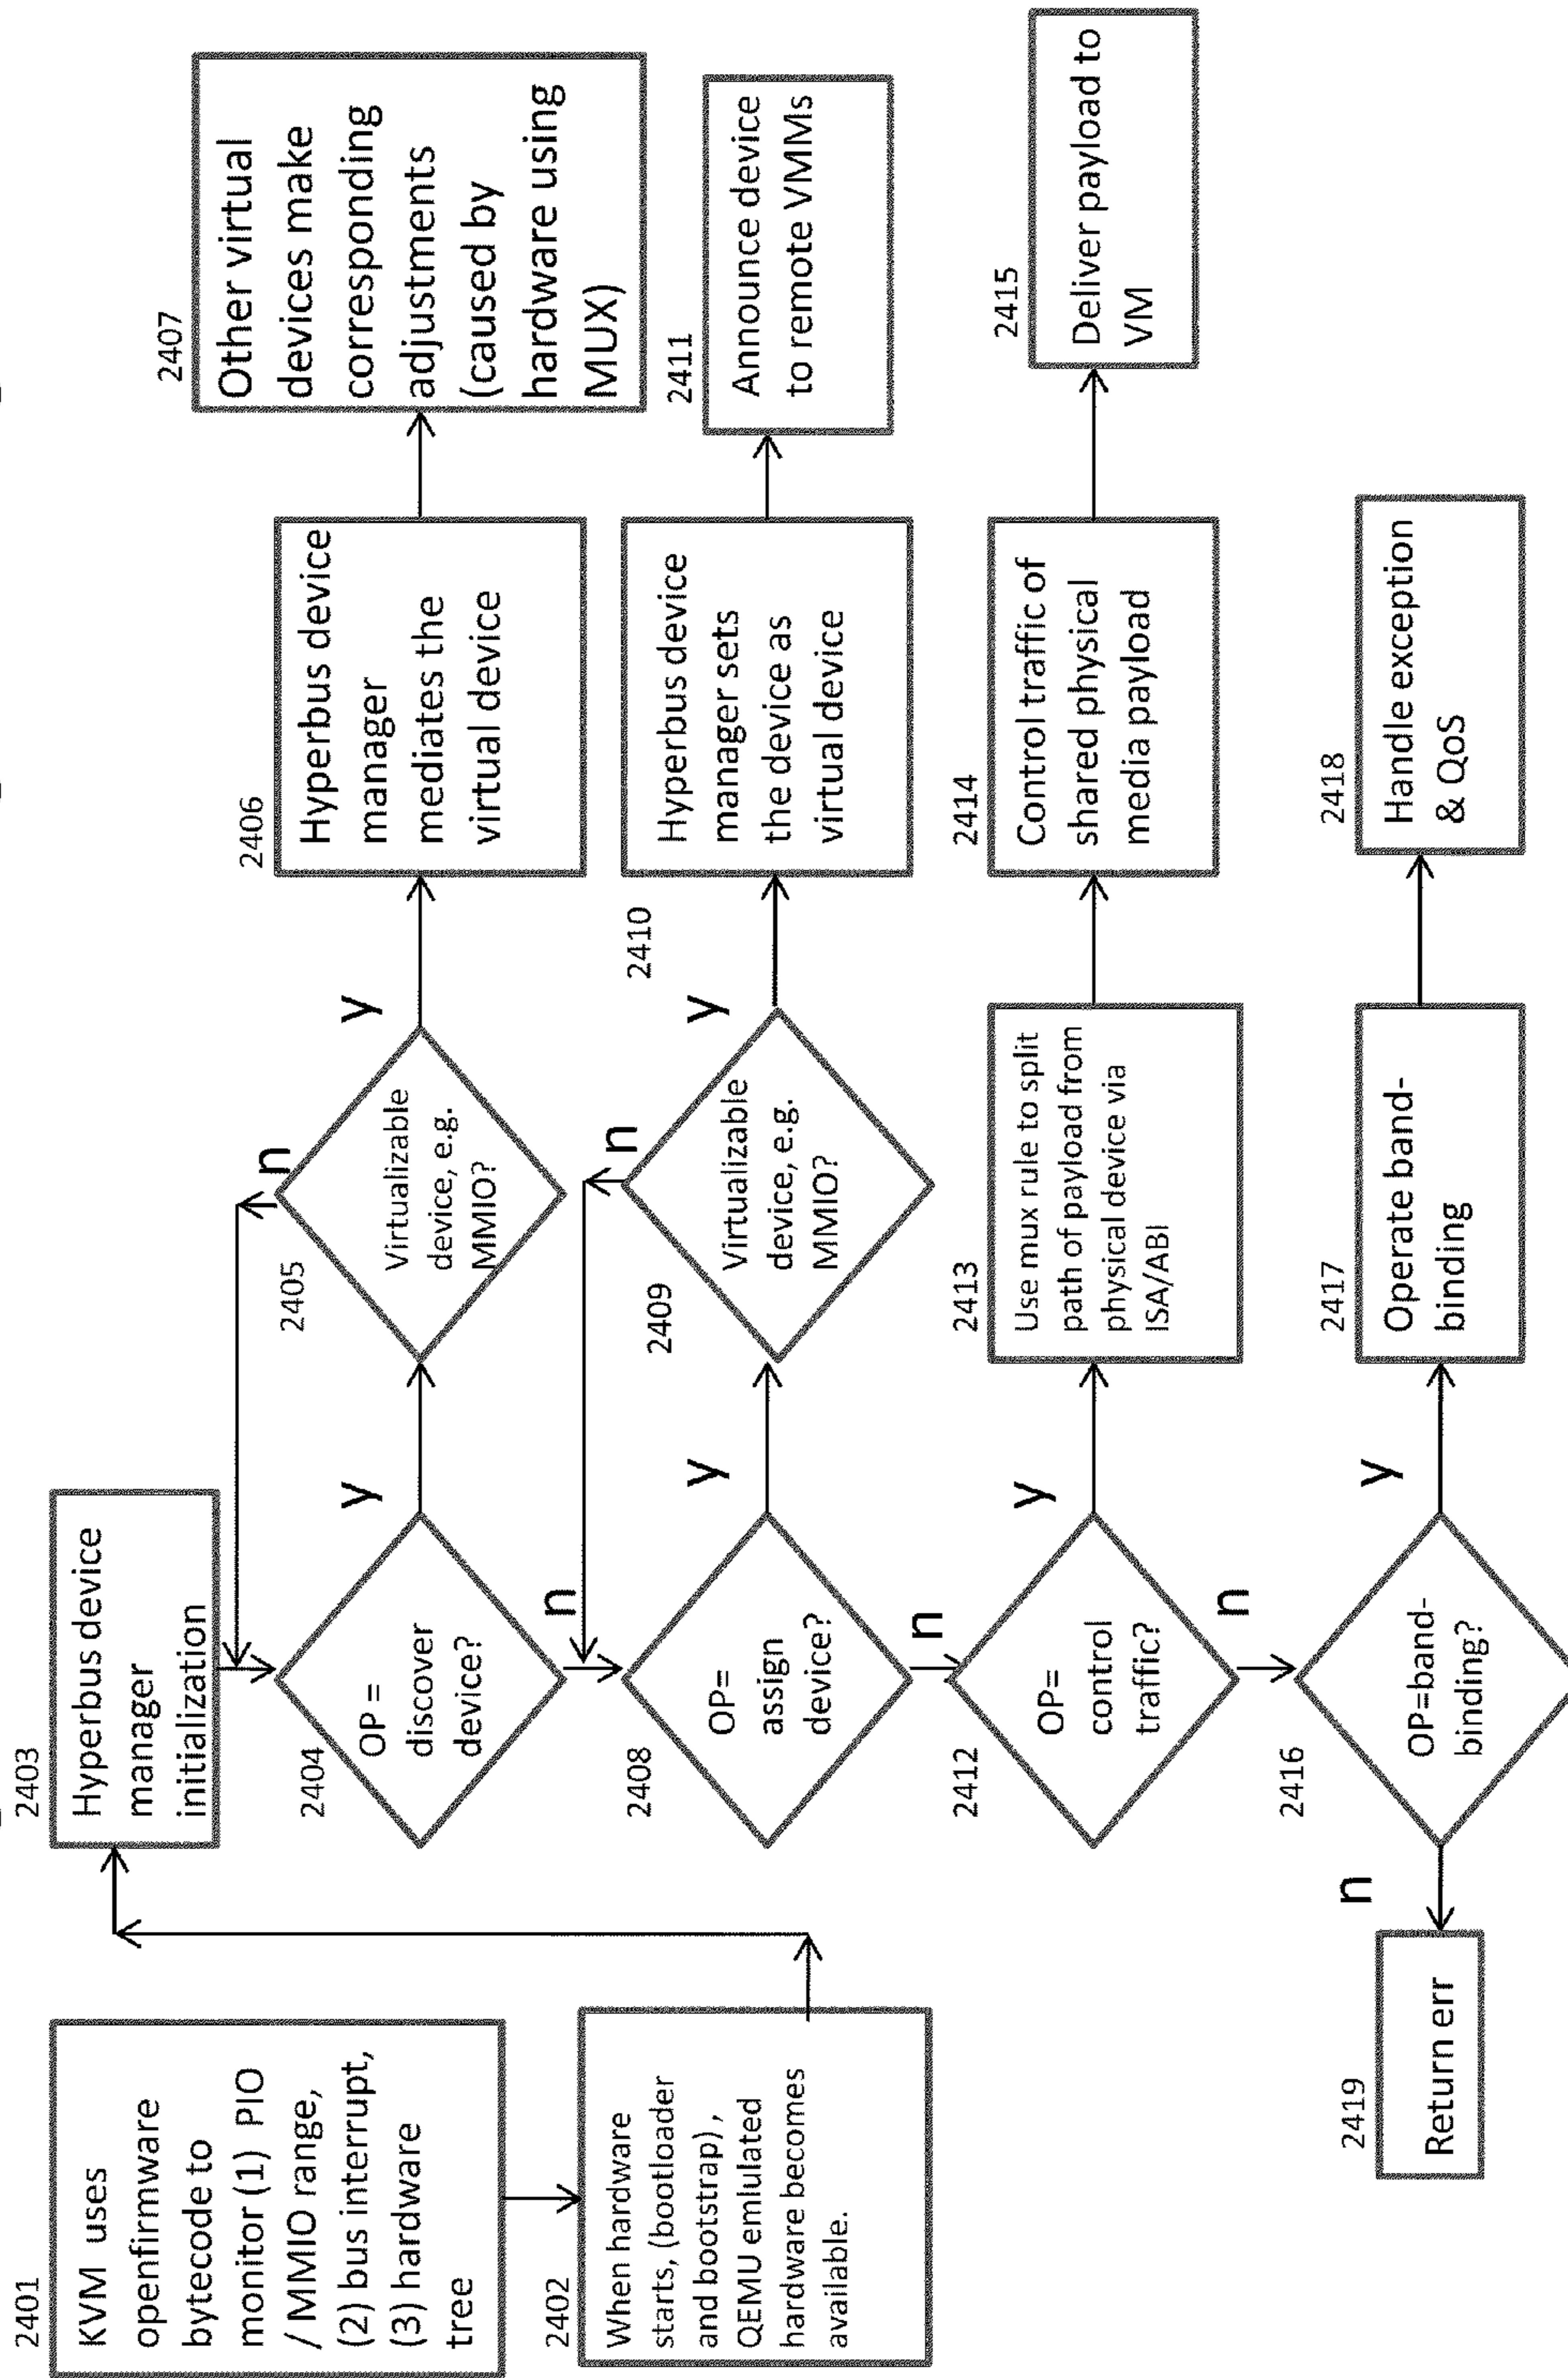 2401
KVM uses
openfirmware
bytecode to
monitor (1) PIO
/ MMIO range,
(2) bus interrupt,
(3) hardware
tree
2402
When hardware
starts, (bootloader
and bootstrap) ,
QEMU emlulated
hardware becomes
available.
2403
Hyperbus device
manager
initialization
2404
OP =
discover
device?
y
n
2405
Virtualizable
device, e.g.
MMIO?
n
y
2406
Hyperbus device
manager
mediates the
virtual device
2407
Other virtual
devices make
corresponding
adjustments
(caused by
hardware using
MUX)
2408
OP=
assign
device?
y
n
2409
Virtualizable
device, e.g.
MMIO?
n
y
2410
Hyperbus device
manager sets
the device as
virtual device
2411
Announce device
to remote VMMs
2412
OP=
control
traffic?
y
n
2413
Use mux rule to split
path of payload from
physical device via
ISA/ABI
2414
Control traffic of
shared physical
media payload
2415
Deliver payload to
VM
2416
OP=band-
binding?
y
n
2417
Operate band-
binding
2418
Handle exception
& QoS
2419
Return err